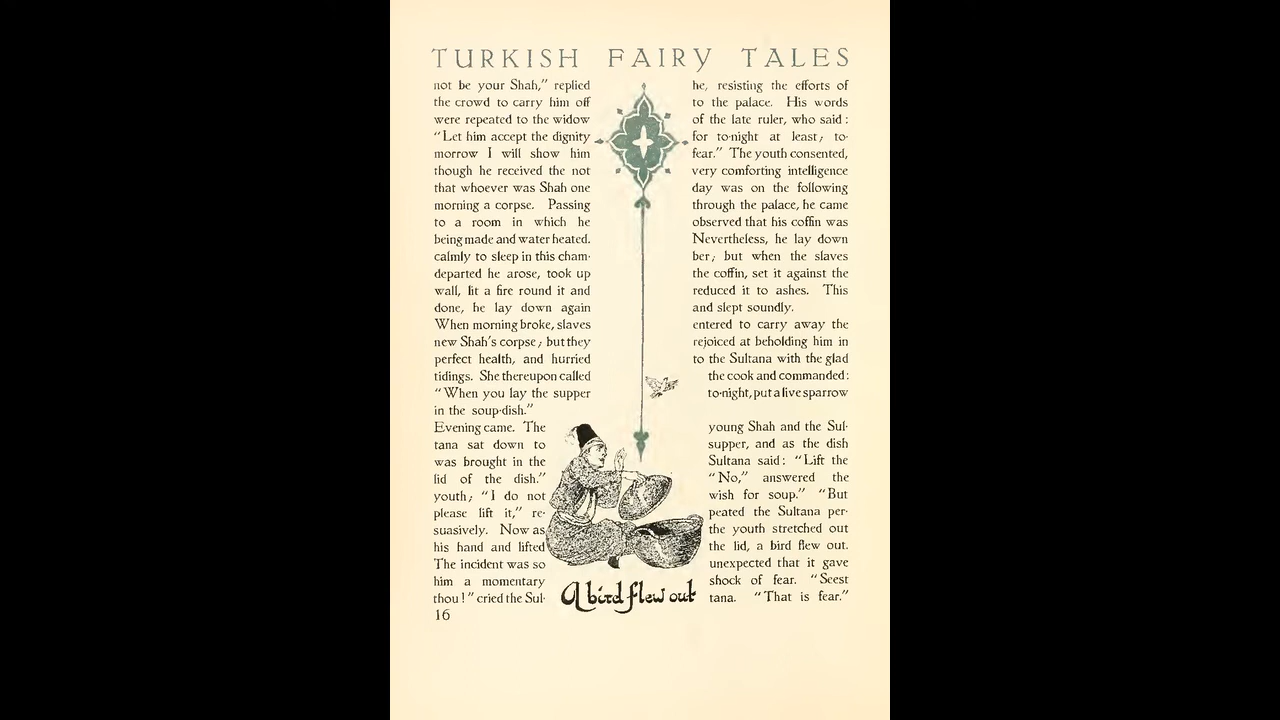 TURKISH FAIRY TALES
not be your Shah," replied he, resisting the efforts of
the crowd to carry him off to the palace. His words
were repeated to the widow of the late ruler, who said:
"Let him accept the dignity for to-night at least; to-
morrow I will show him fear." The youth consented,
though he received the not very comforting intelligence
that whoever was Shah one day was on the following
morning a corpse. Passing through the palace, he came
to a room in which he observed that his coffin was
being made and water heated. Nevertheless, he lay down
calmly to sleep in this cham- ber; but when the slaves
departed he arose, took up the coffin, set it against the
wall, lit a fire round it and reduced it to ashes. This
done, he lay down again and slept soundly.
When morning broke, slaves entered to carry away the
new Shah's corpse; but they rejoiced at beholding him in
perfect health, and hurried to the Sultana with the glad
tidings. She thereupon called the cook and commanded:
"When you lay the supper to-night, put a live sparrow
in the soup-dish."
Evening came. The young Shah and the Sul-
tana sat down to supper, and as the dish
was brought in the Sultana said: "Lift the
lid of the dish." "No," answered the
youth; "I do not wish for soup." "But
please lift it," re- peated the Sultana per-
suasively. Now as the youth stretched out
his hand and lifted the lid, a bird flew out.
The incident was so unexpected that it gave
him a momentary shock of fear. "Seest
thou!" cried the Sul- tana. "That is fear."
A bird flew out
16